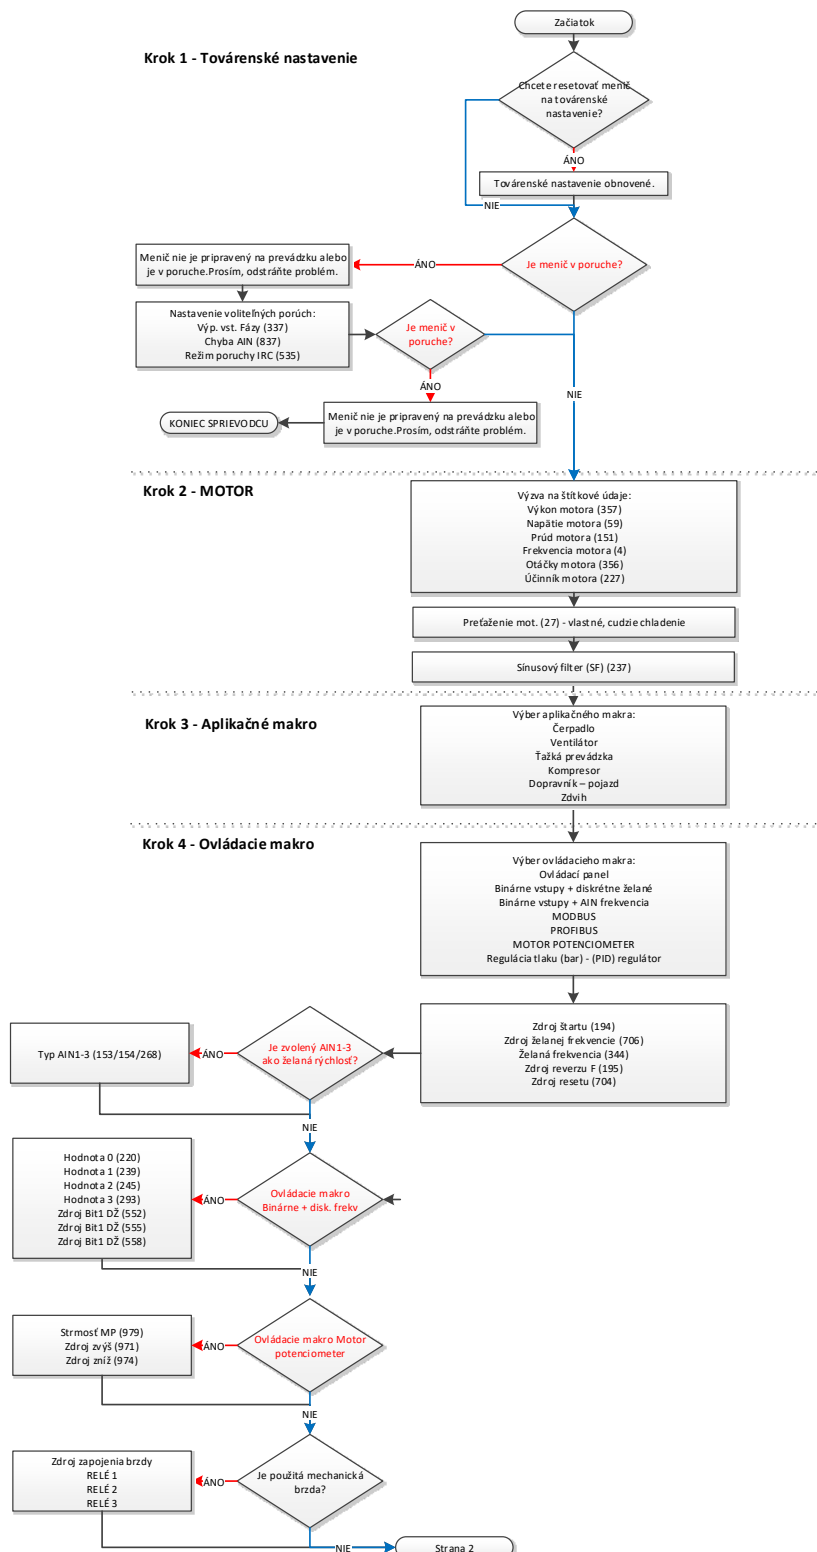 Začiatok
Krok 1 - Továrenské nastavenie
Chcete resetovať menič
na továrenské
nastavenie?
ÁNO
Továrenské nastavenie obnovené.
NIE
Je menič v poruche?
ÁNO
Menič nie je pripravený na prevádzku alebo
je v poruche.Prosím, odstráňte problém.
Nastavenie voliteľných porúch:
Výp. vst. Fázy (337)
Chyba AIN (837)
Režim poruchy IRC (535)
Je menič v
poruche?
ÁNO
NIE
Menič nie je pripravený na prevádzku alebo
je v poruche.Prosím, odstráňte problém.
KONIEC SPRIEVODCU
Krok 2 - MOTOR
Výzva na štítkové údaje:
Výkon motora (357)
Napätie motora (59)
Prúd motora (151)
Frekvencia motora (4)
Otáčky motora (356)
Účinník motora (227)
Preťaženie mot. (27) - vlastné, cudzie chladenie
Sínusový filter (SF) (237)
Krok 3 - Aplikačné makro
Výber aplikačného makra:
Čerpadlo
Ventilátor
Ťažká prevádzka
Kompresor
Dopravník – pojazd
Zdvih
Krok 4 - Ovládacie makro
Výber ovládacieho makra:
Ovládací panel
Binárne vstupy + diskrétne želané
Binárne vstupy + AIN frekvencia
MODBUS
PROFIBUS
MOTOR POTENCIOMETER
Regulácia tlaku (bar) - (PID) regulátor
Zdroj štartu (194)
Zdroj želanej frekvencie (706)
Želaná frekvencia (344)
Zdroj reverzu F (195)
Zdroj resetu (704)
Je zvolený AIN1-3
ako želaná rýchlosť?
ÁNO
Typ AIN1-3 (153/154/268)
NIE
Hodnota 0 (220)
Hodnota 1 (239)
Hodnota 2 (245)
Hodnota 3 (293)
Zdroj Bit1 DŽ (552)
Zdroj Bit1 DŽ (555)
Zdroj Bit1 DŽ (558)
ÁNO
Ovládacie makro
Binárne + disk. frekv
NIE
Strmosť MP (979)
Zdroj zvýš (971)
Zdroj zníž (974)
ÁNO
Ovládacie makro Motor
potenciometer
NIE
Zdroj zapojenia brzdy
RELÉ 1
RELÉ 2
RELÉ 3
ÁNO
Je použitá mechanická
brzda?
NIE
Strana 2